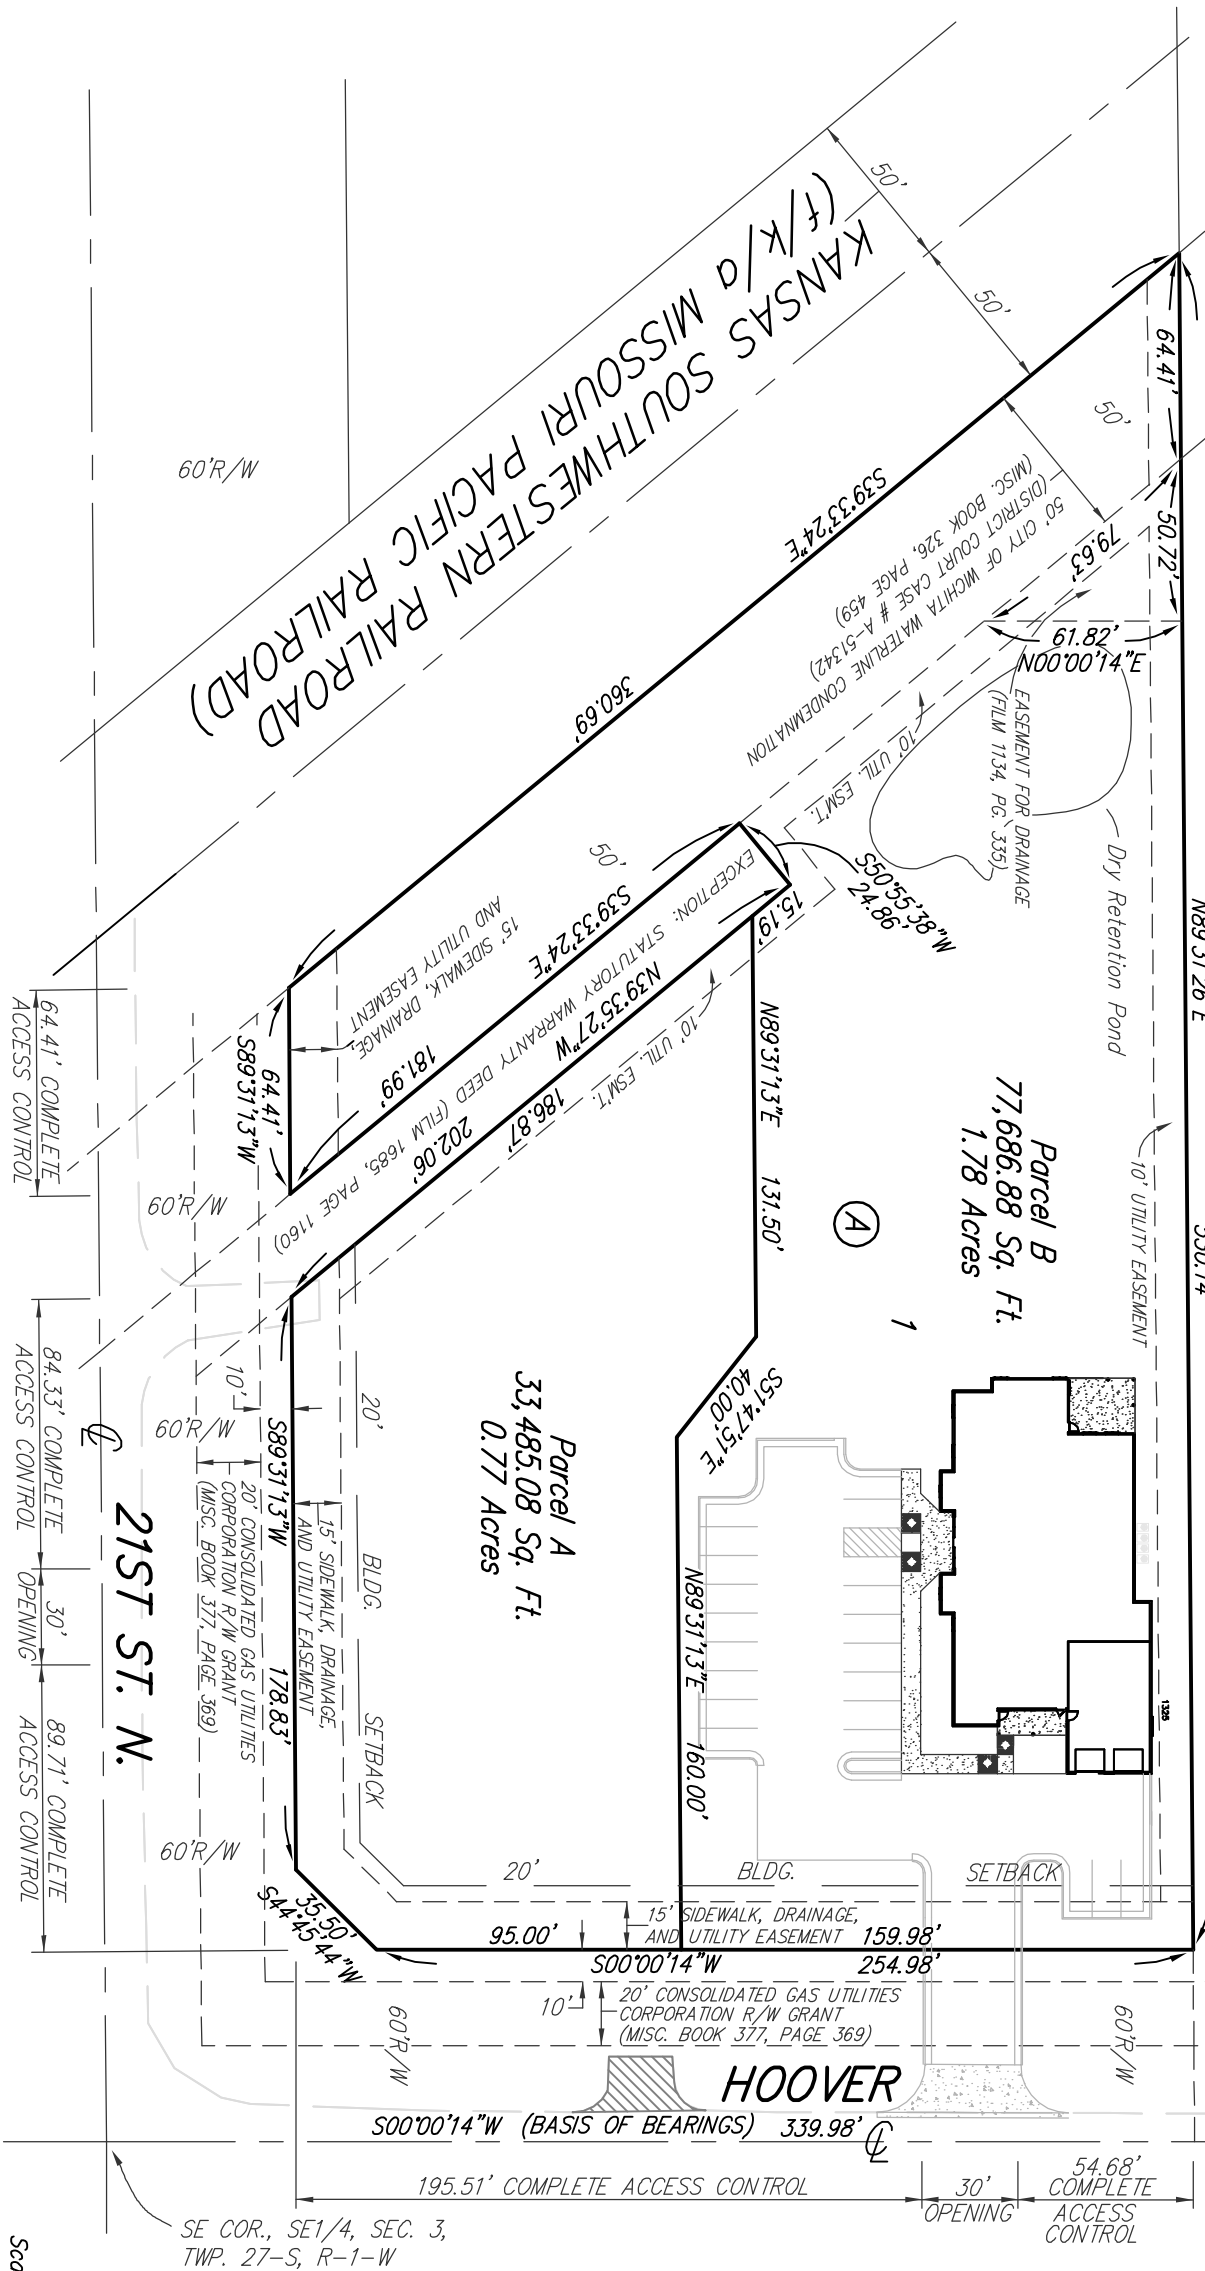 KANSAS SOUTHWESTERN RAILROAD
(f/k/a MISSOURI PACIFIC RAILROAD)
50'
50'
50'
64.41'
50.72'
79.63'
61.82'
N00°00'14"E
S39°33'24"E
360.69'
50' CITY OF WICHITA WATERLINE CONDEMNATION
(DISTRICT COURT CASE # A-51342)
(MISC. BOOK 326, PAGE 459)
10' UTIL. ESM'T.
EASEMENT FOR DRAINAGE
(FILM 1134, PG. 335)
Dry Retention Pond
10' UTILITY EASEMENT
60'R/W
50'
S39°33'24"E
181.99'
15' SIDEWALK, DRAINAGE,
AND UTILITY EASEMENT
EXCEPTION: STATUTORY WARRANTY DEED (FILM 1685, PAGE 1160)
S50°55'38"W
24.86'
15.19'
N39°35'27"W
186.87'
202.06'
10' UTIL. ESM'T.
N89°31'13"E
131.50'
Parcel B
77,686.88 Sq. Ft.
1.78 Acres
A
1
S51°47'51"E
40.00'
64.41'
S89°31'13"W
64.41' COMPLETE
ACCESS CONTROL
60'R/W
84.33' COMPLETE
ACCESS CONTROL
30'
OPENING
89.71' COMPLETE
ACCESS CONTROL
21ST ST. N.
60'R/W
10'
20'
BLDG.
SETBACK
S89°31'13"W
178.83'
15' SIDEWALK, DRAINAGE,
AND UTILITY EASEMENT
20' CONSOLIDATED GAS UTILITIES
CORPORATION R/W GRANT
(MISC. BOOK 377, PAGE 369)
60'R/W
Parcel A
33,485.08 Sq. Ft.
0.77 Acres
N89°31'13"E
160.00'
1325
20'
BLDG.
SETBACK
15' SIDEWALK, DRAINAGE,
AND UTILITY EASEMENT
95.00'
159.98'
S00°00'14"W
254.98'
35.50'
S44°45'44"W
10'
20' CONSOLIDATED GAS UTILITIES
CORPORATION R/W GRANT
(MISC. BOOK 377, PAGE 369)
60'R/W
60'R/W
HOOVER
S00°00'14"W (BASIS OF BEARINGS) 339.98'
195.51' COMPLETE ACCESS CONTROL
30'
OPENING
54.68'
COMPLETE
ACCESS
CONTROL
SE COR., SE1/4, SEC. 3,
TWP. 27-S, R-1-W